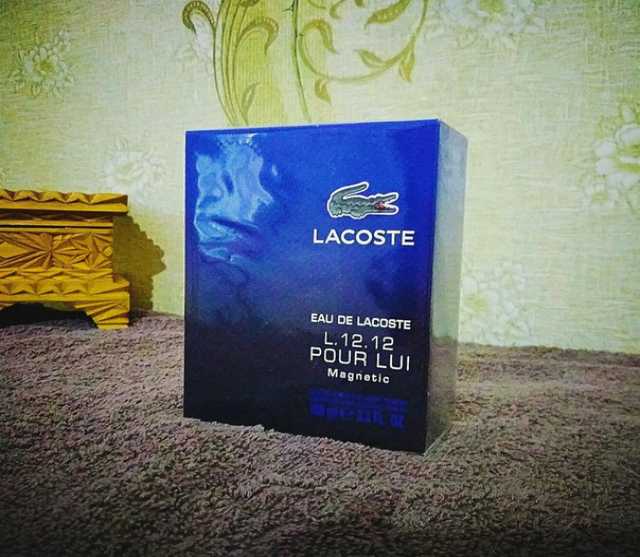 LACOSTE
EAU DE LACOSTE
L.12.12
POUR LUI
Magnetic